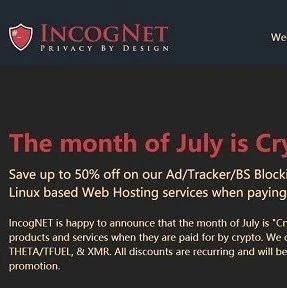 INCOGNET
PRIVACY BY DESIGN
We
The month of July is Cry
Save up to 50% off on our Ad/Tracker/BS Blocki
Linux based Web Hosting services when paying
IncogNET is happy to announce that the month of July is "Cr
products and services when they are paid for by crypto. We
THETA/TFUEL, & XMR. All discounts are recurring and will be
promotion.